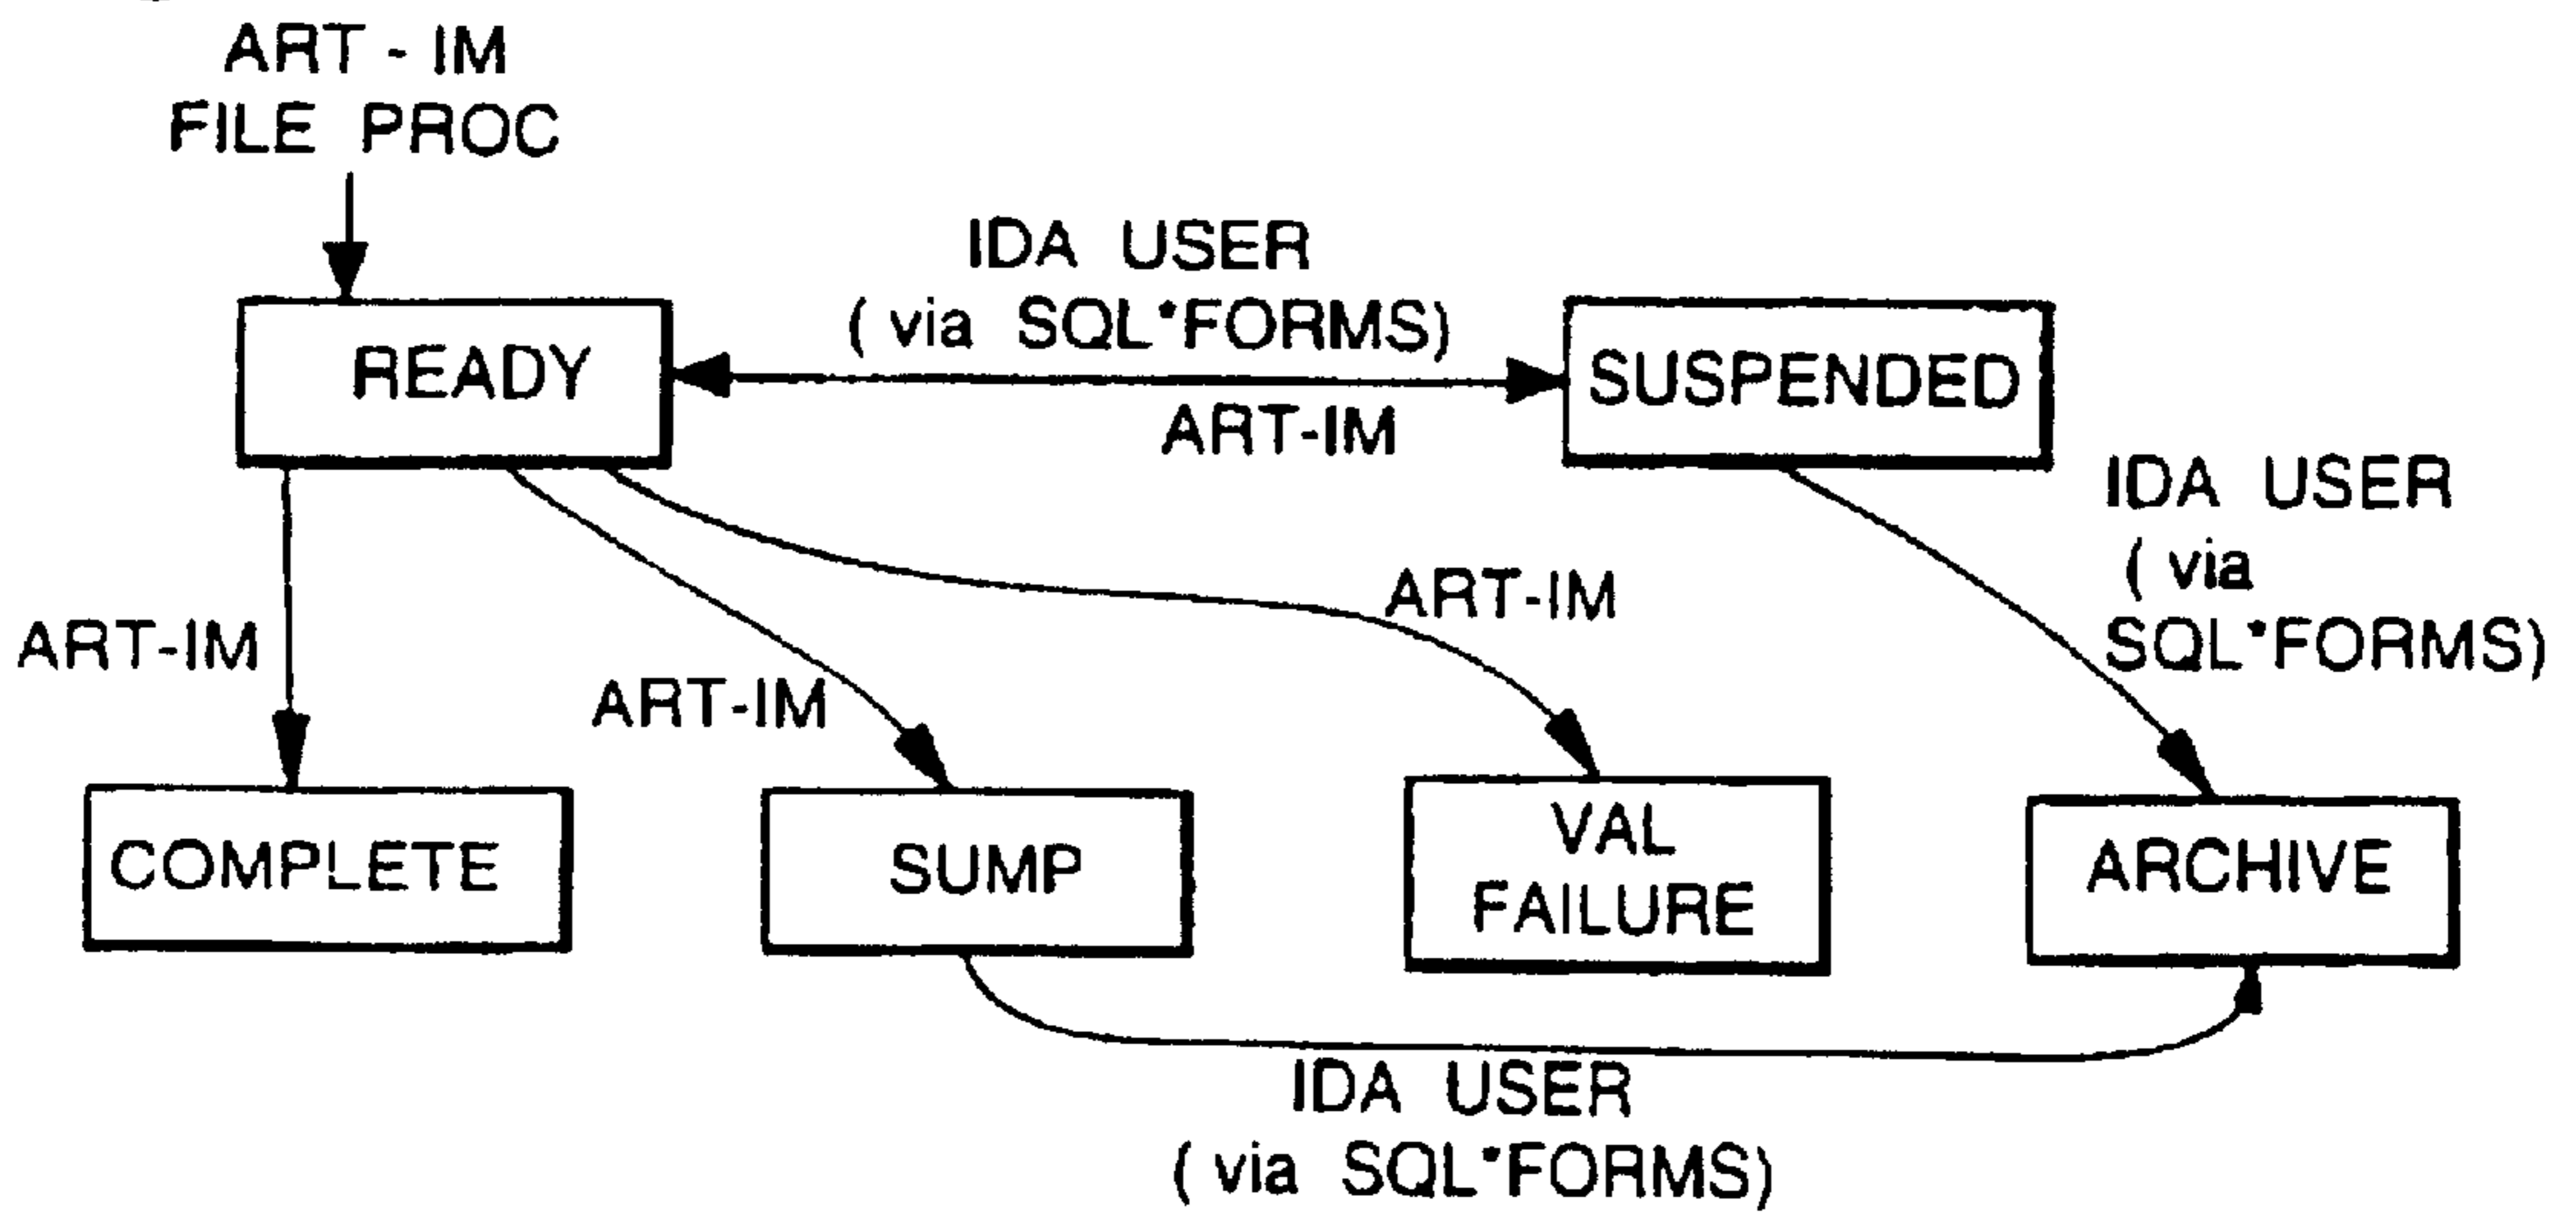 ART - IM
FILE PROC
IDA USER
( via SQL*FORMS)
READY
SUSPENDED
ART-IM
IDA USER
( via
SQL*FORMS)
ART-IM
ART-IM
ART-IM
COMPLETE
SUMP
VAL
FAILURE
ARCHIVE
IDA USER
( via SQL*FORMS)